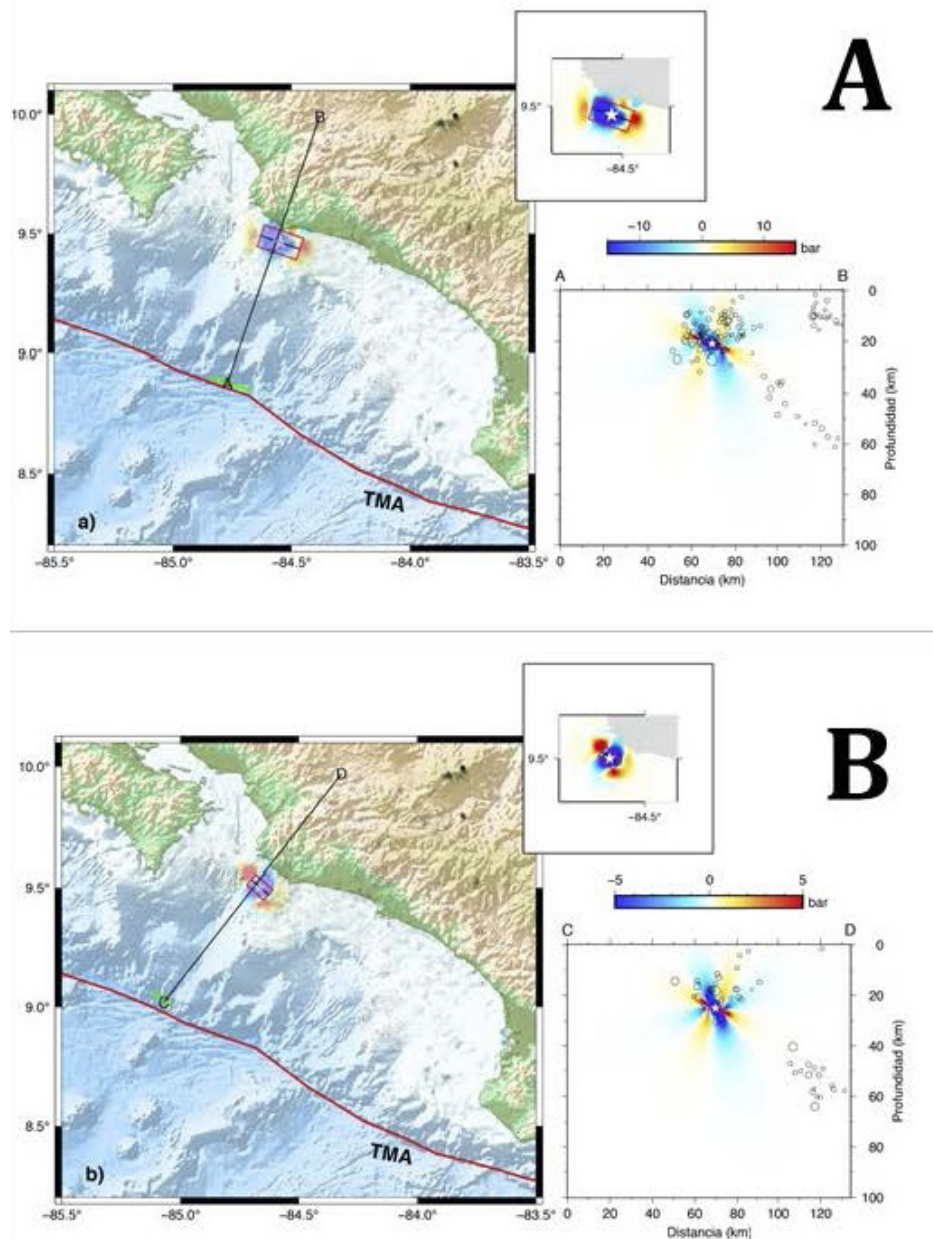 A
9.5°
−84.5°
10.0°
9.5°
9.0°
8.5°
−85.5°
−85.0°
−84.5°
−84.0°
−83.5°
B
A
TMA
a)
−10
0
10
bar
A
B
0
20
40
60
80
100
Profundidad (km)
0
20
40
60
80
100
120
Distancia (km)
B
9.5°
−84.5°
10.0°
9.5°
9.0°
8.5°
−85.5°
−85.0°
−84.5°
−84.0°
−83.5°
D
C
TMA
b)
−5
0
5
bar
C
D
0
20
40
60
80
100
Profundidad (km)
0
20
40
60
80
100
120
Distancia (km)